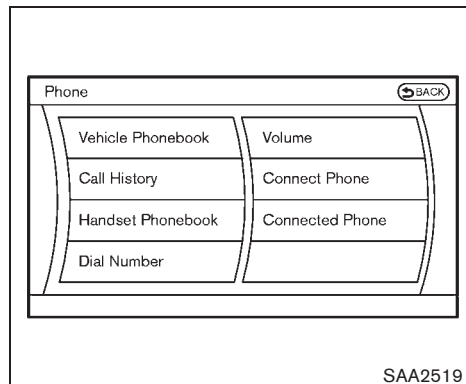 Phone
BACK
Vehicle Phonebook
Volume
Call History
Connect Phone
Handset Phonebook
Connected Phone
Dial Number
SAA2519